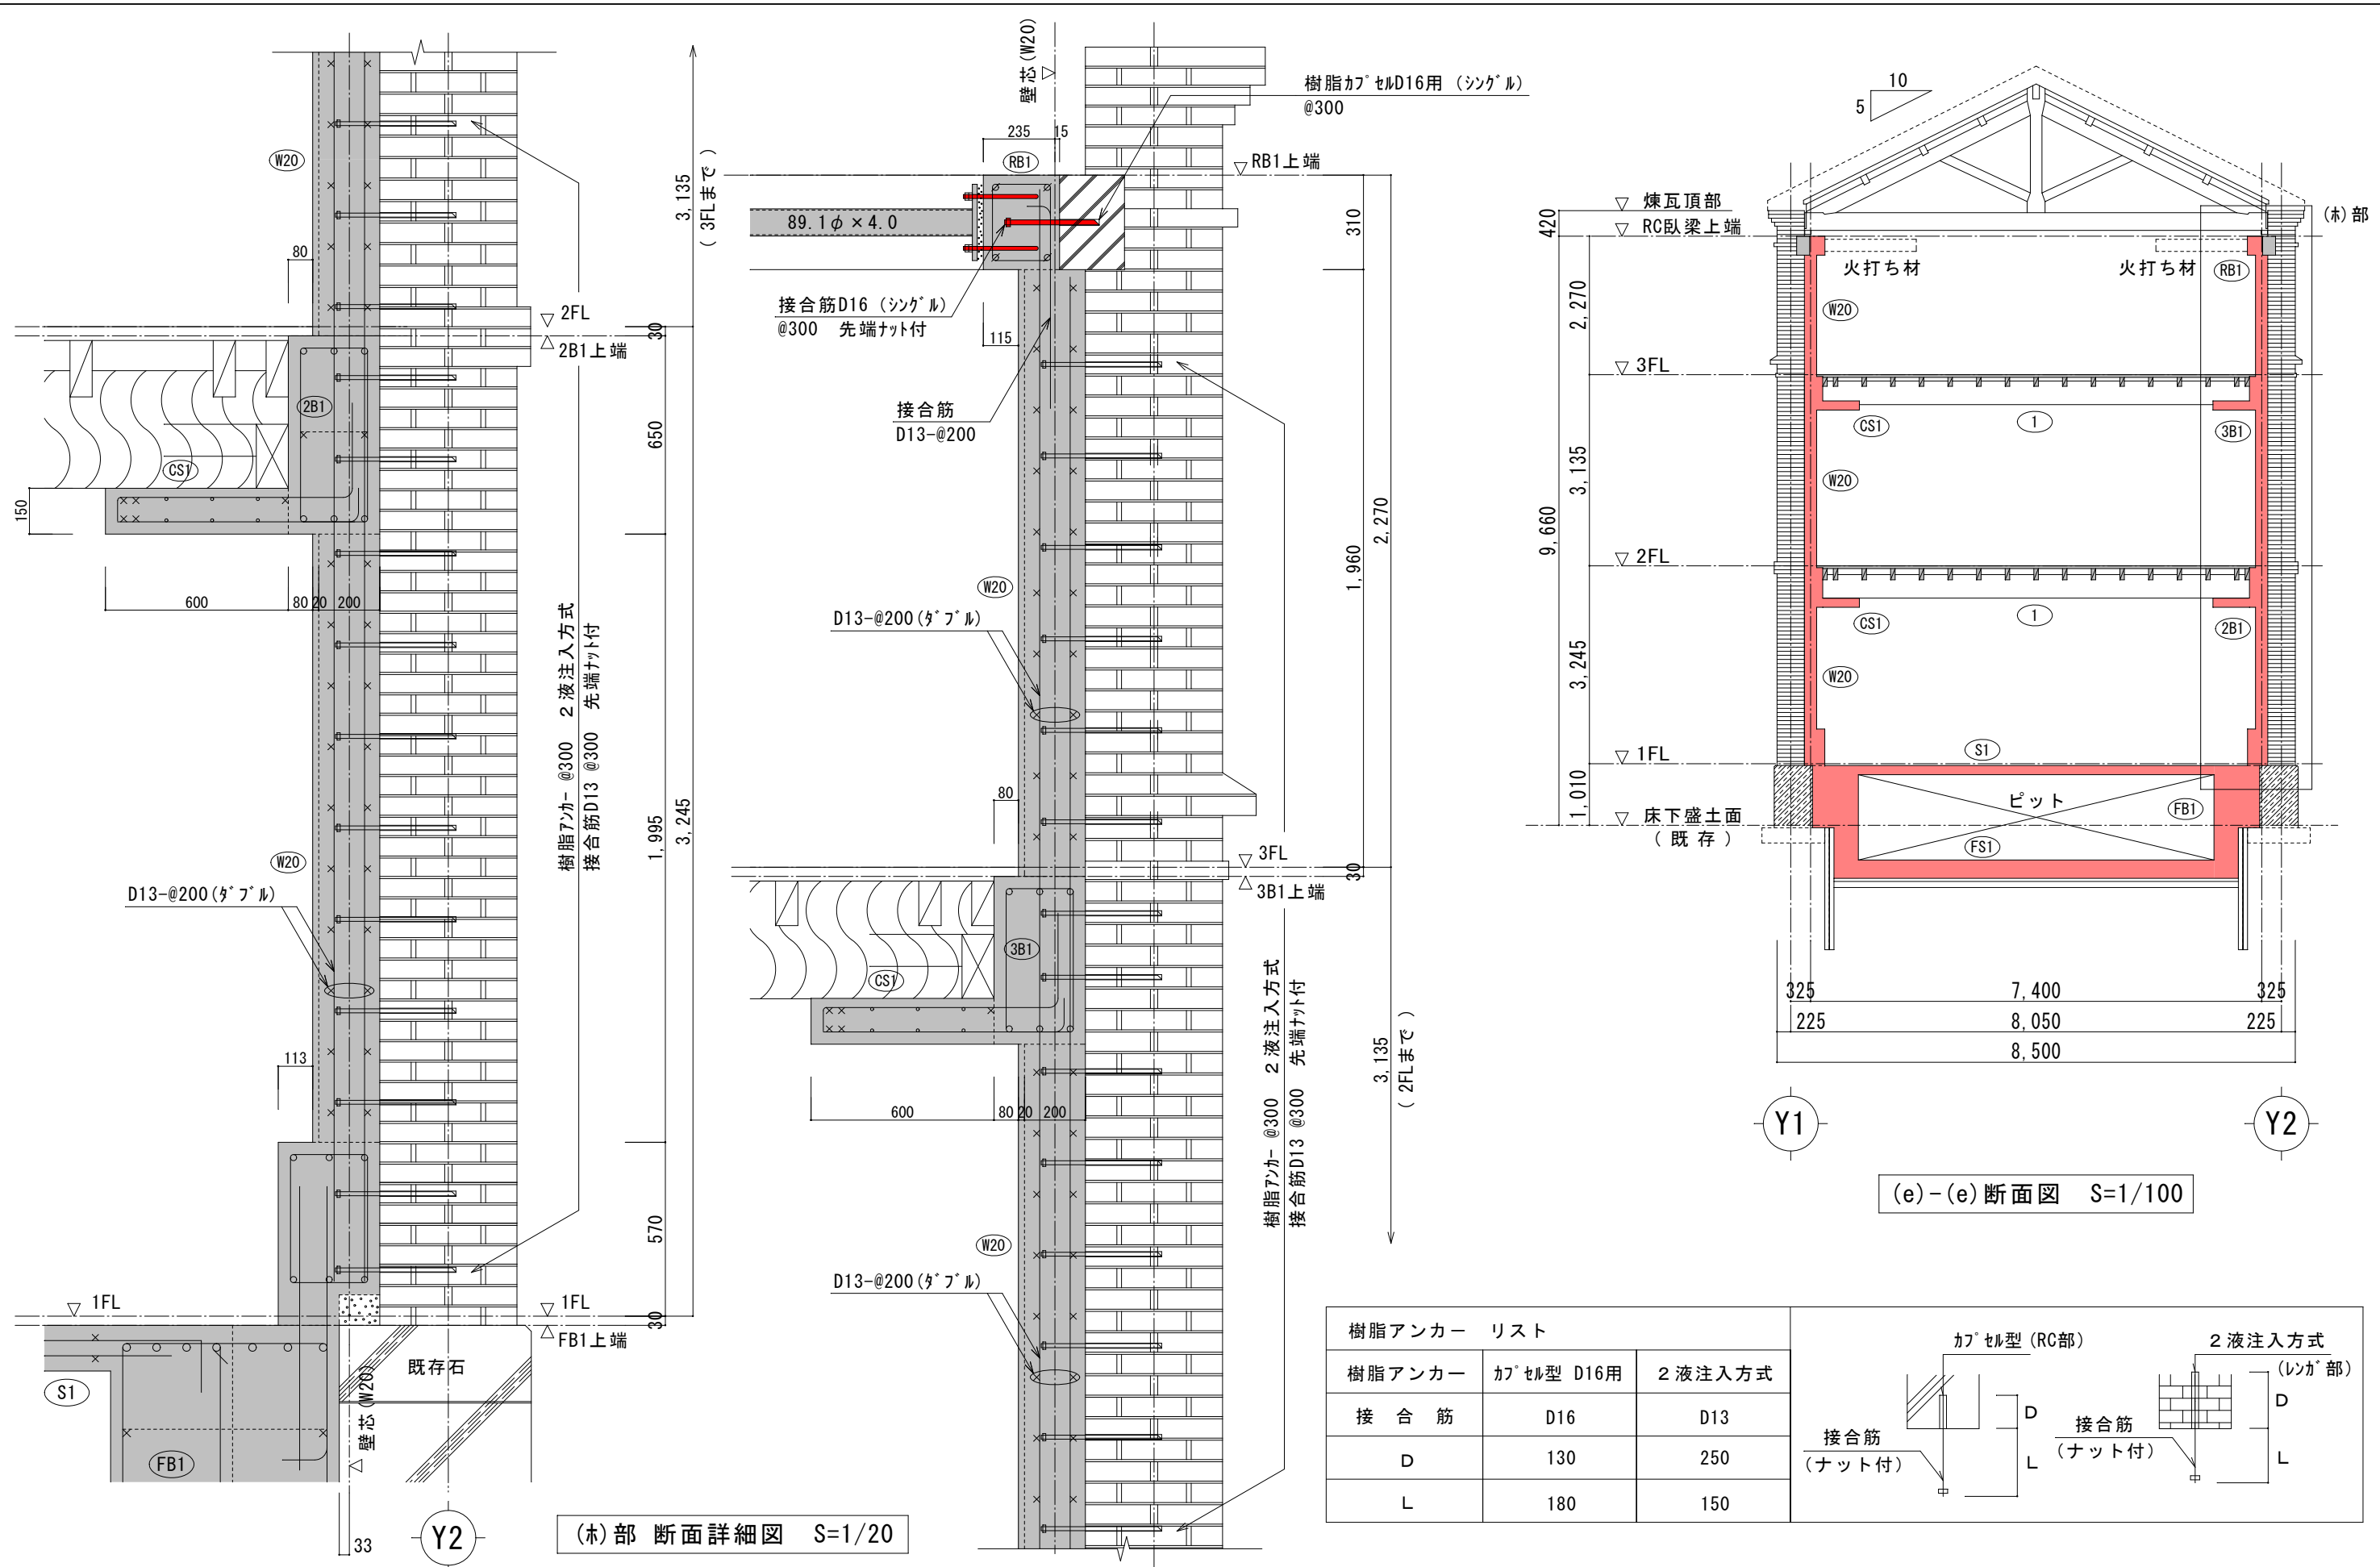 W20
80
3,135
(3FLまで)
2FL
2B1上端
30
2B1
650
CS1
150
600
80
20
200
樹脂ｱﾝｶｰ @300 2液注入方式
接合筋D13 @300 先端ﾅｯﾄ付
W20
D13-@200(ﾀﾞﾌﾞﾙ)
1,995
3,245
113
570
1FL
1FL
30
FB1上端
既存石
S1
壁芯(W20)
FB1
33
Y2
(ﾎ)部 断面詳細図 S=1/20
壁芯(W20)
樹脂ｶﾌﾟｾﾙD16用 (ｼﾝｸﾞﾙ)
@300
235
15
RB1
RB1上端
89.1φ×4.0
310
接合筋D16 (ｼﾝｸﾞﾙ)
@300 先端ﾅｯﾄ付
115
接合筋
D13-@200
2,270
1,960
W20
D13-@200(ﾀﾞﾌﾞﾙ)
80
3FL
3B1上端
30
3B1
CS1
600
80
20
200
樹脂ｱﾝｶｰ @300 2液注入方式
接合筋D13 @300 先端ﾅｯﾄ付
3,135
(2FLまで)
W20
D13-@200(ﾀﾞﾌﾞﾙ)
10
5
煉瓦頂部
(ﾎ)部
420
RC臥梁上端
火打ち材
火打ち材
RB1
2,270
W20
3FL
CS1
1
3B1
3,135
W20
9,660
2FL
CS1
1
2B1
3,245
W20
S1
1FL
1,010
ピット
FB1
床下盛土面
(既存)
FS1
325
7,400
325
225
8,050
225
8,500
Y1
Y2
(e)-(e)断面図 S=1/100
樹脂アンカー リスト
樹脂アンカー ｶﾌﾟｾﾙ型 D16用 2液注入方式
接合筋 D16 D13
D 130 250
L 180 150
ｶﾌﾟｾﾙ型(RC部)
D
L
接合筋
(ナット付)
2液注入方式
(ﾚﾝｶﾞ部)
D
L
接合筋
(ナット付)